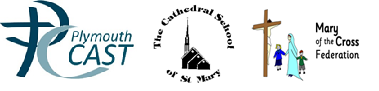 Plymouth
CAST
The Cathedral School
of St Mary
Mary
of the Cross
Federation